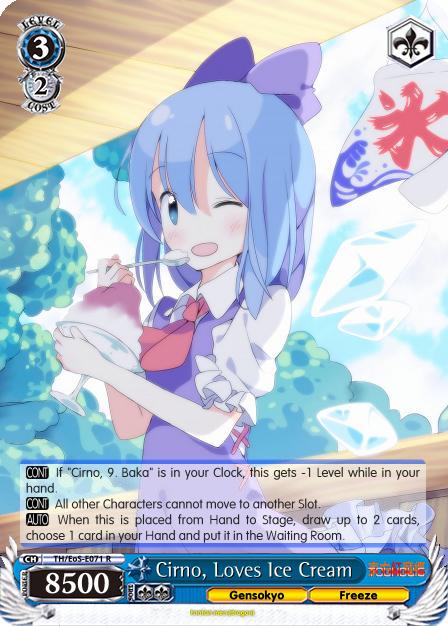 LEVEL
3
2
COST
氷
CONT If "Cirno, 9. Baka" is in your Clock, this gets -1 Level while in your
hand.
CONT All other Characters cannot move to another Slot.
AUTO When this is placed from Hand to Stage, draw up to 2 cards,
choose 1 card in your Hand and put it in the Waiting Room.
CH TH/EoS-E071 R
POWER 8500 SOUL Cirno, Loves Ice Cream
Gensokyo Freeze